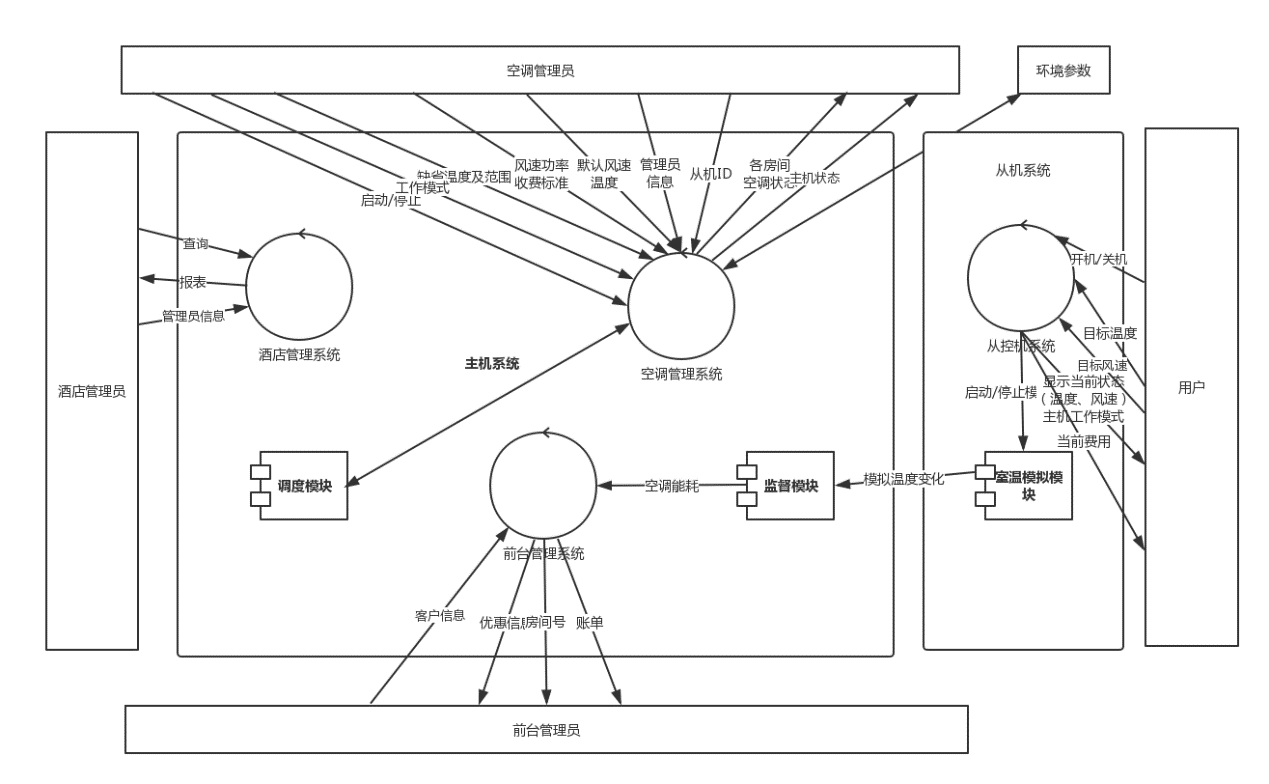 空调管理员
环境参数
缺省温度及范围
工作模式
启动/停止
风速功率
收费标准
默认风速
温度
管理员
信息
从机ID
各房间
空调状态
主机状态
从机系统
查询
报表
管理员信息
酒店管理系统
酒店管理员
主机系统
空调管理系统
开机/关机
目标温度
从控机系统
目标风速
显示当前状态
（温度、风速）
主机工作模式
启动/停止模
当前费用
用户
调度模块
空调能耗
监督模块
模拟温度变化
室温模拟模
块
前台管理系统
客户信息
优惠信息
房间号
账单
前台管理员